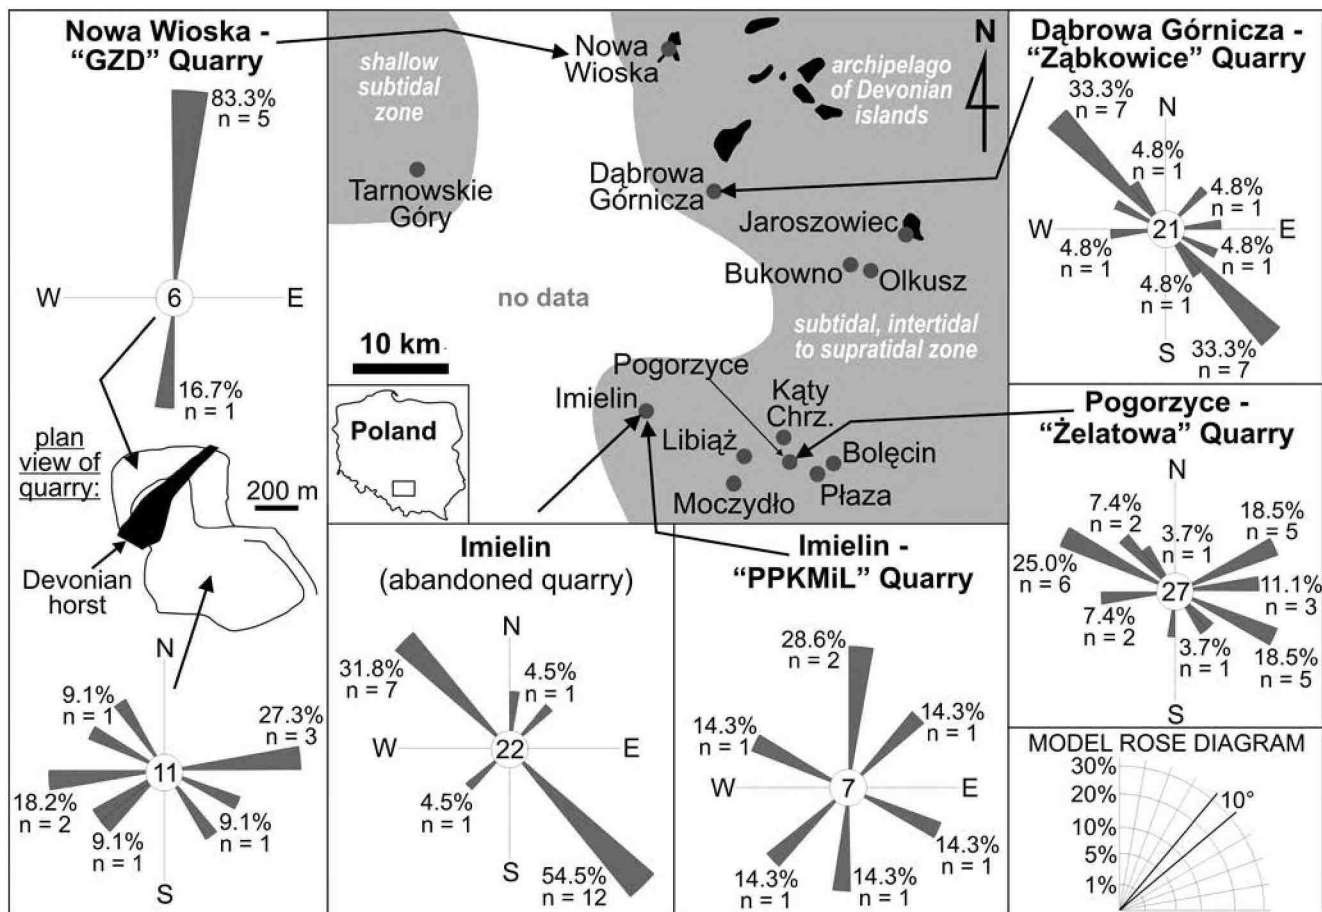 Nowa Wioska -
“GZD” Quarry
83.3%
n = 5
W
E
6
16.7%
n = 1
plan
view of
quarry:
200 m
Devonian
horst
N
9.1%
n = 1
27.3%
n = 3
11
18.2%
n = 2
9.1%
n = 1
9.1%
n = 1
S
shallow
subtidal
zone
Nowa
Wioska
archipelago
of Devonian
islands
N
Tarnowskie
Góry
Dąbrowa
Górnicza
Jaroszowiec
Bukowno
Olkusz
no data
subtidal, intertidal
to supratidal zone
10 km
Pogorzyce
Imielin
Kąty
Chrz.
Libiąż
Bolęcin
Moczydło
Płaza
Poland
Imielin
(abandoned quarry)
N
31.8%
n = 7
4.5%
n = 1
W
22
E
4.5%
n = 1
S
54.5%
n = 12
Imielin -
“PPKMiL” Quarry
28.6%
n = 2
14.3%
n = 1
14.3%
n = 1
W
7
E
14.3%
n = 1
14.3%
n = 1
14.3%
n = 1
Dąbrowa Górnicza -
“Ząbkowice” Quarry
33.3%
n = 7
N
4.8%
n = 1
4.8%
n = 1
W
21
E
4.8%
n = 1
4.8%
n = 1
4.8%
n = 1
S
33.3%
n = 7
Pogorzyce -
“Żelatowa” Quarry
N
7.4%
n = 2
3.7%
n = 1
18.5%
n = 5
25.0%
n = 6
27
11.1%
n = 3
7.4%
n = 2
3.7%
n = 1
18.5%
n = 5
S
MODEL ROSE DIAGRAM
30%
20%
10%
5%
1%
10°